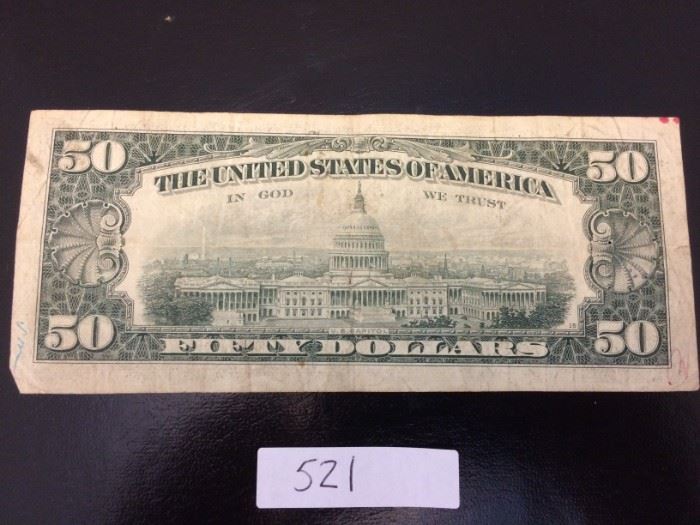 50 50
THE UNITED STATES OF AMERICA
IN GOD WE TRUST
50 50
U. S. CAPITOL
FIFTY DOLLARS
521